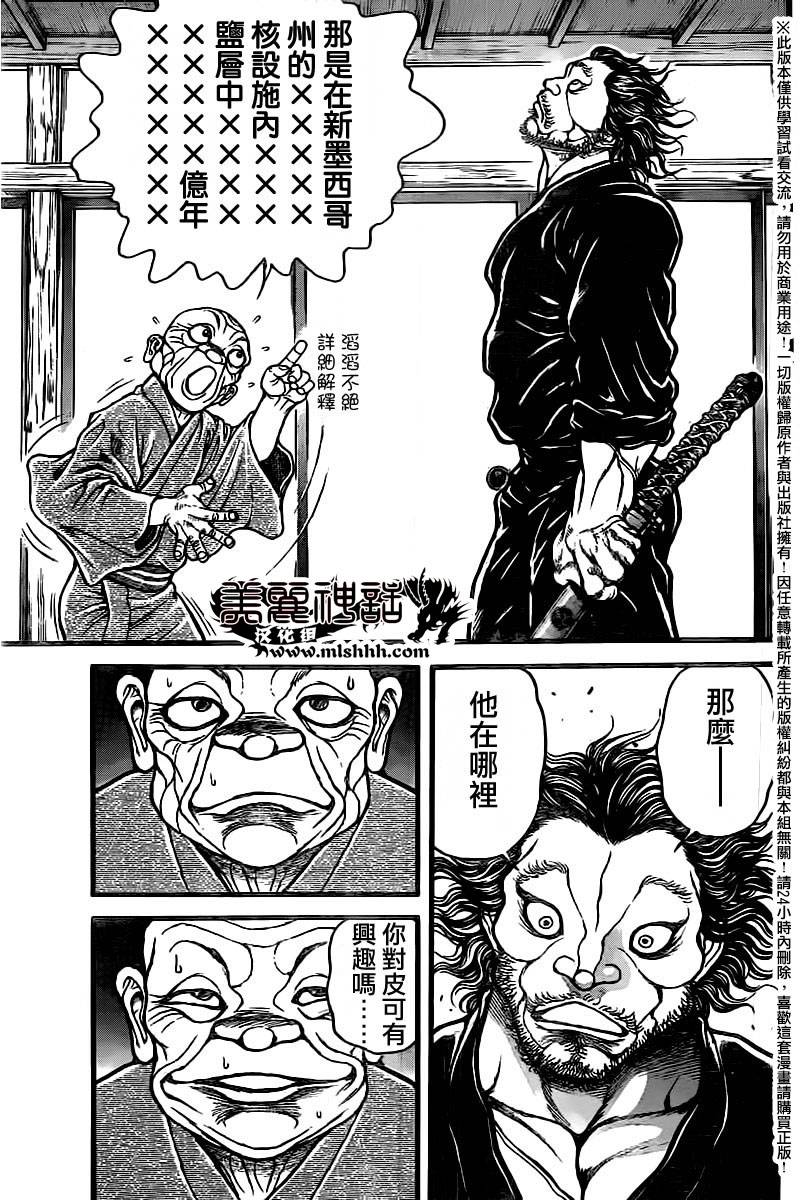 那是在新墨西哥
州的×××××
核設施內××××
鹽層中×××××
×××××××
×××××億年
×××××××
滔滔不絕
詳細解釋
美麗神話
漢化組
www.mlshhh.com
那麼——
他在哪裡
你對皮可有
興趣嗎……
※此版本僅供學習試看交流，請勿用於商業用途！一切版權歸原作者與出版社擁有！因任意轉載所產生的版權糾紛都與本組無關！請24小時內刪除，喜歡這套漫畫請購買正版！